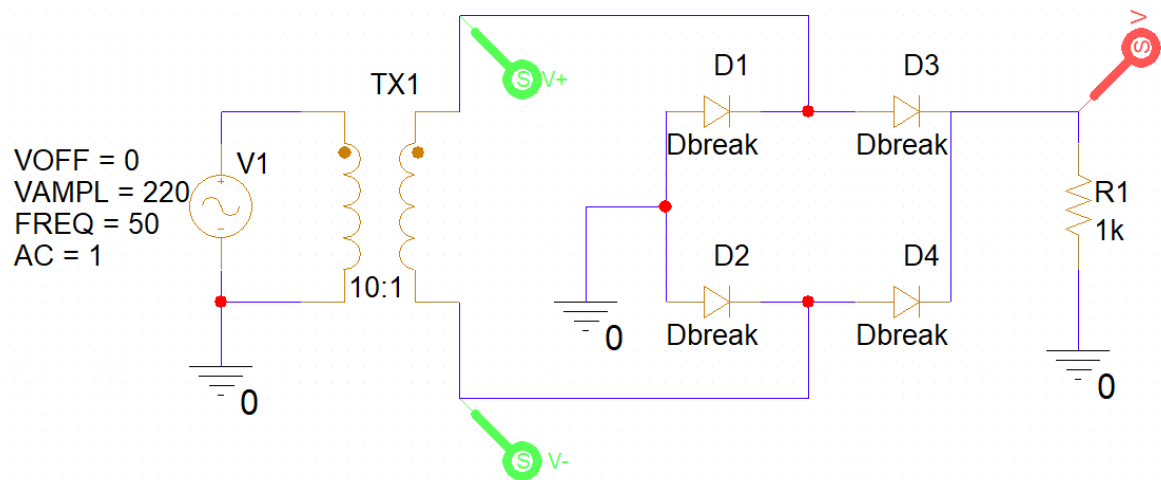 V
D1
D3
S V+
TX1
Dbreak
Dbreak
S
VOFF = 0
V1
VAMPL = 220
FREQ = 50
AC = 1
R1
1k
10:1
D2
D4
0
Dbreak
Dbreak
0
0
0
S V-